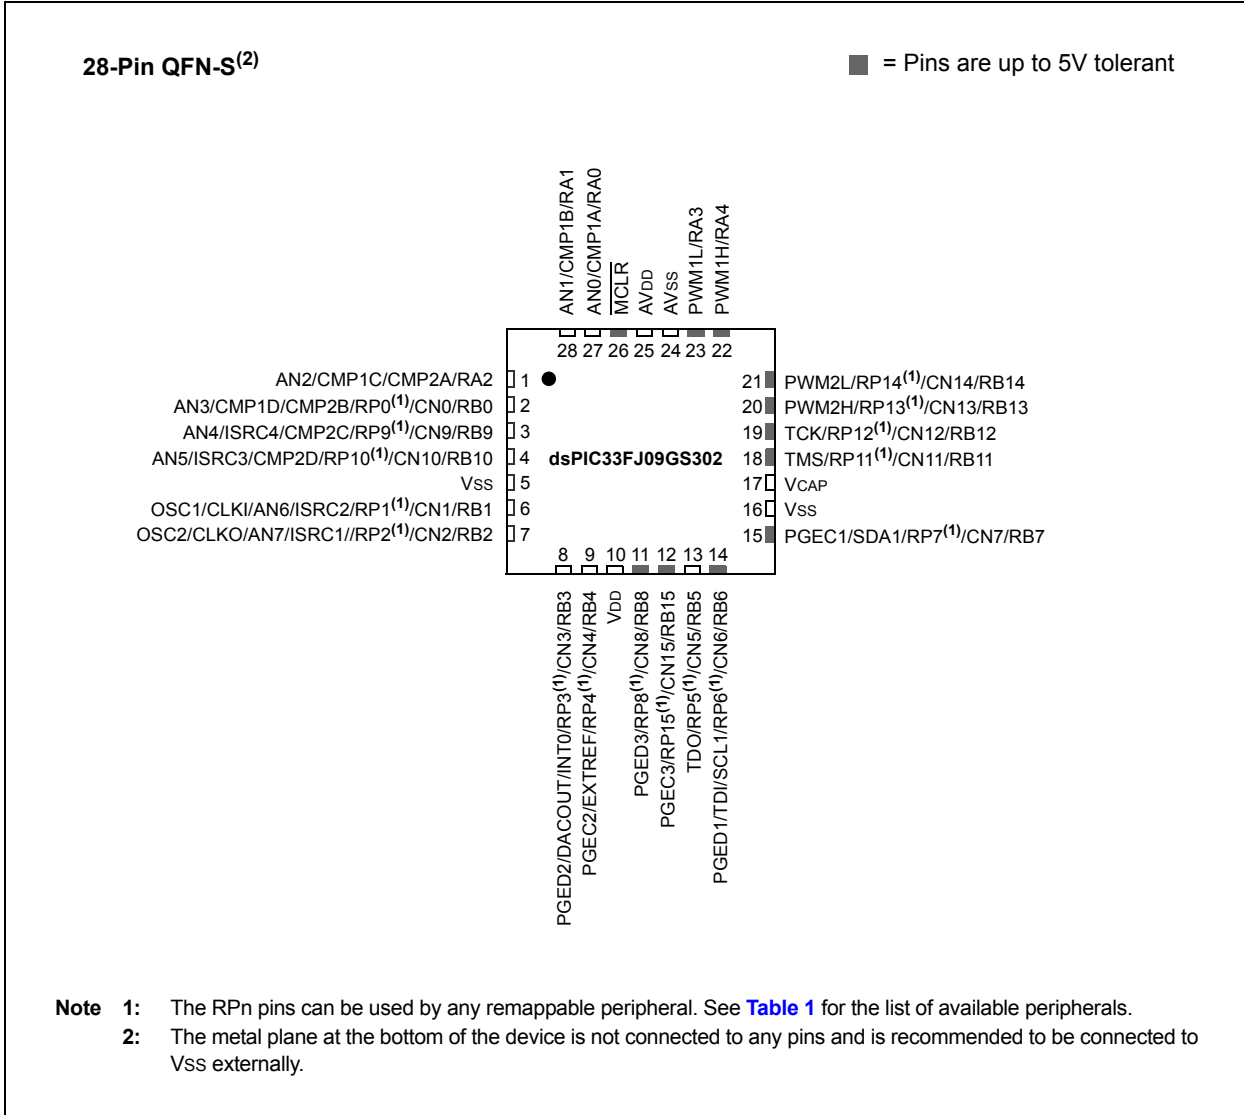 28-Pin QFN-S(2)
= Pins are up to 5V tolerant
AN1/CMP1B/RA1
AN0/CMP1A/RA0
MCLR
AVDD
AVSS
PWM1L/RA3
PWM1H/RA4
28 27 26 25 24 23 22
AN2/CMP1C/CMP2A/RA2 1
AN3/CMP1D/CMP2B/RP0(1)/CN0/RB0 2
AN4/ISRC4/CMP2C/RP9(1)/CN9/RB9 3
AN5/ISRC3/CMP2D/RP10(1)/CN10/RB10 4
VSS 5
OSC1/CLKI/AN6/ISRC2/RP1(1)/CN1/RB1 6
OSC2/CLKO/AN7/ISRC1//RP2(1)/CN2/RB2 7
dsPIC33FJ09GS302
21 PWM2L/RP14(1)/CN14/RB14
20 PWM2H/RP13(1)/CN13/RB13
19 TCK/RP12(1)/CN12/RB12
18 TMS/RP11(1)/CN11/RB11
17 VCAP
16 VSS
15 PGEC1/SDA1/RP7(1)/CN7/RB7
8 9 10 11 12 13 14
PGED2/DACOUT/INT0/RP3(1)/CN3/RB3
PGEC2/EXTREF/RP4(1)/CN4/RB4
VDD
PGED3/RP8(1)/CN8/RB8
PGEC3/RP15(1)/CN15/RB15
TDO/RP5(1)/CN5/RB5
PGED1/TDI/SCL1/RP6(1)/CN6/RB6
Note 1: The RPn pins can be used by any remappable peripheral. See Table 1 for the list of available peripherals.
2: The metal plane at the bottom of the device is not connected to any pins and is recommended to be connected to
VSS externally.